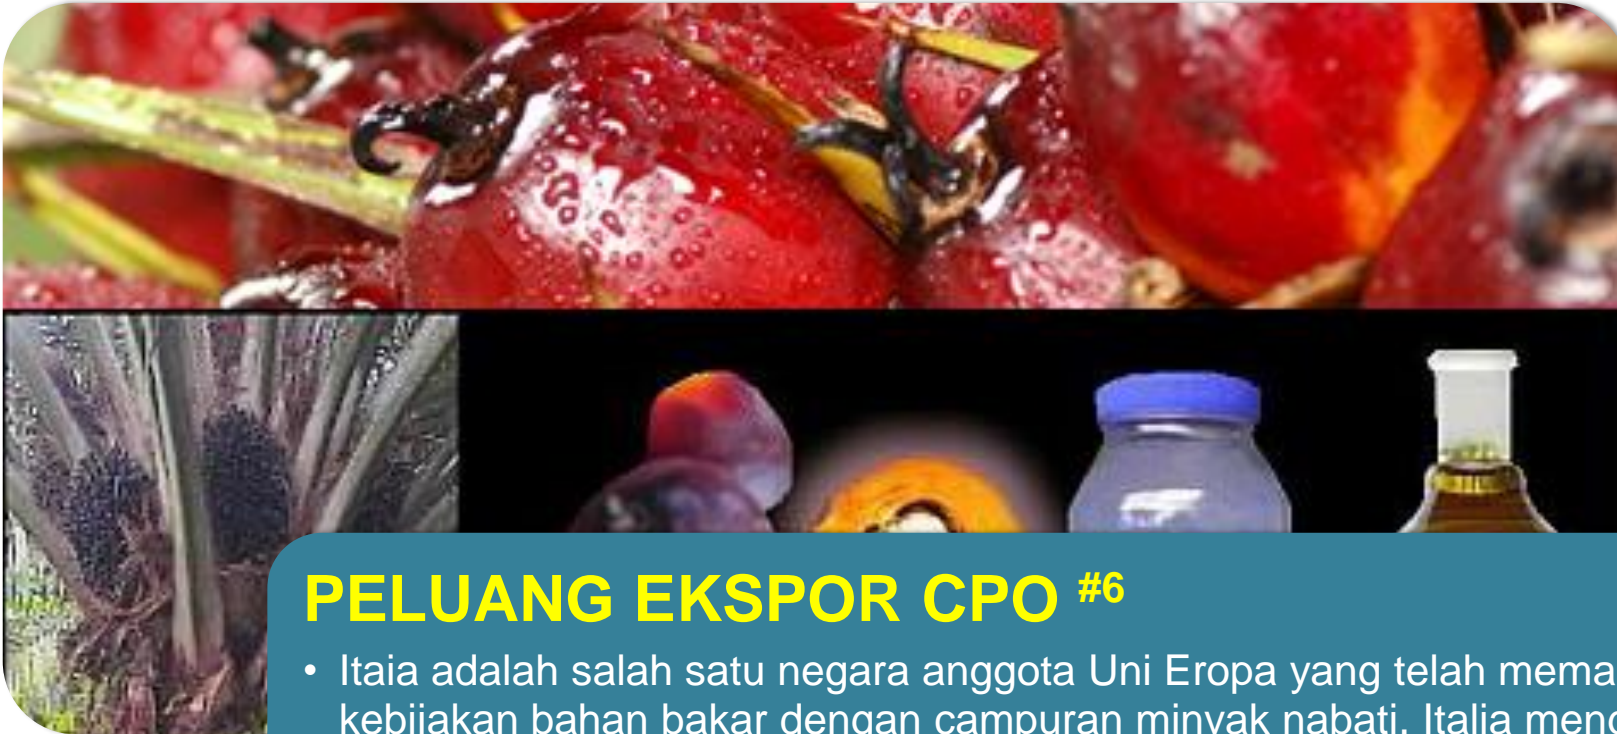 PELUANG EKSPOR CPO #6
• Itaia adalah salah satu negara anggota Uni Eropa yang telah mema
kebijakan bahan bakar dengan campuran minyak nabati. Italia